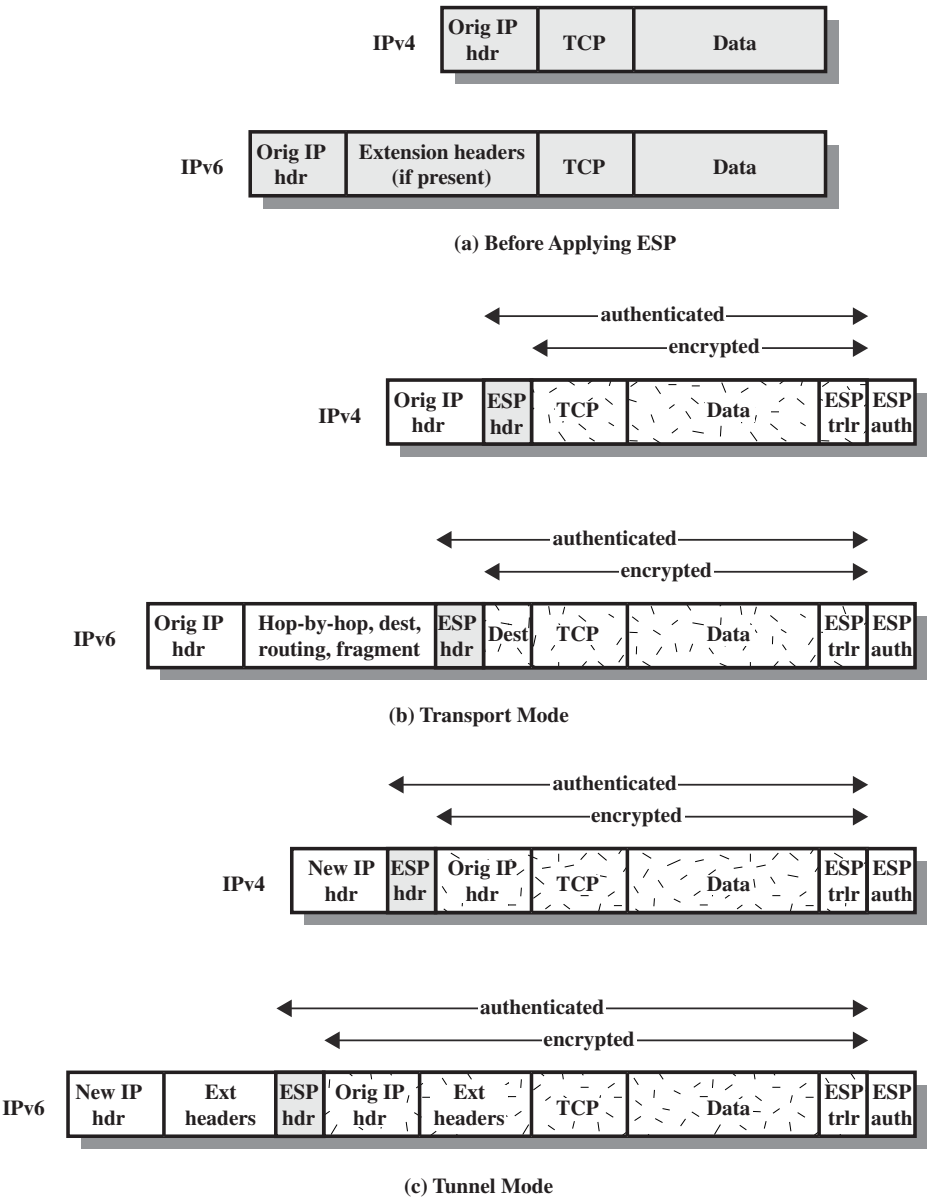 IPv4
Orig IP
hdr
TCP
Data
IPv6
Orig IP
hdr
Extension headers
(if present)
TCP
Data
(a) Before Applying ESP
authenticated
encrypted
IPv4
Orig IP
hdr
ESP
hdr
TCP
Data
ESP
trlr
ESP
auth
authenticated
encrypted
IPv6
Orig IP
hdr
Hop-by-hop, dest,
routing, fragment
ESP
hdr
Dest
TCP
Data
ESP
trlr
ESP
auth
(b) Transport Mode
authenticated
encrypted
IPv4
New IP
hdr
ESP
hdr
Orig IP
hdr
TCP
Data
ESP
trlr
ESP
auth
authenticated
encrypted
IPv6
New IP
hdr
Ext
headers
ESP
hdr
Orig IP
hdr
Ext
headers
TCP
Data
ESP
trlr
ESP
auth
(c) Tunnel Mode